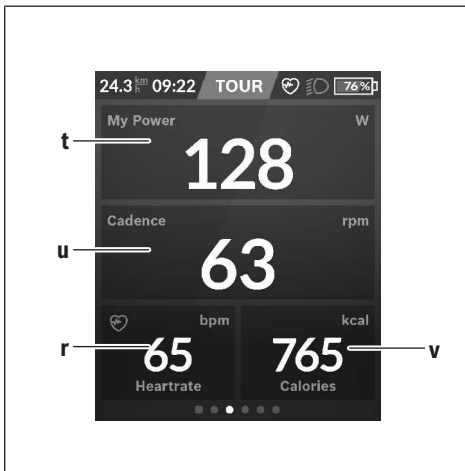 24.3 km/h 09:22 TOUR 76%
My Power W
t
128
Cadence rpm
u
63
bpm kcal
r 65 765 v
Heartrate Calories